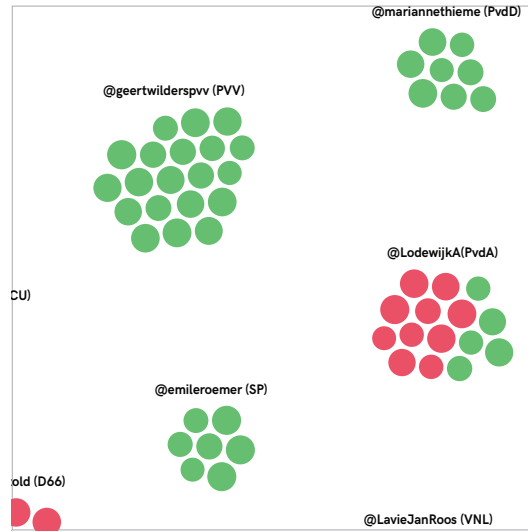 @mariannethieme (PvdD)
@geertwilderspvv (PVV)
@LodewijkA(PvdA)
CU)
@emileroemer (SP)
told (D66)
@LavieJanRoos (VNL)